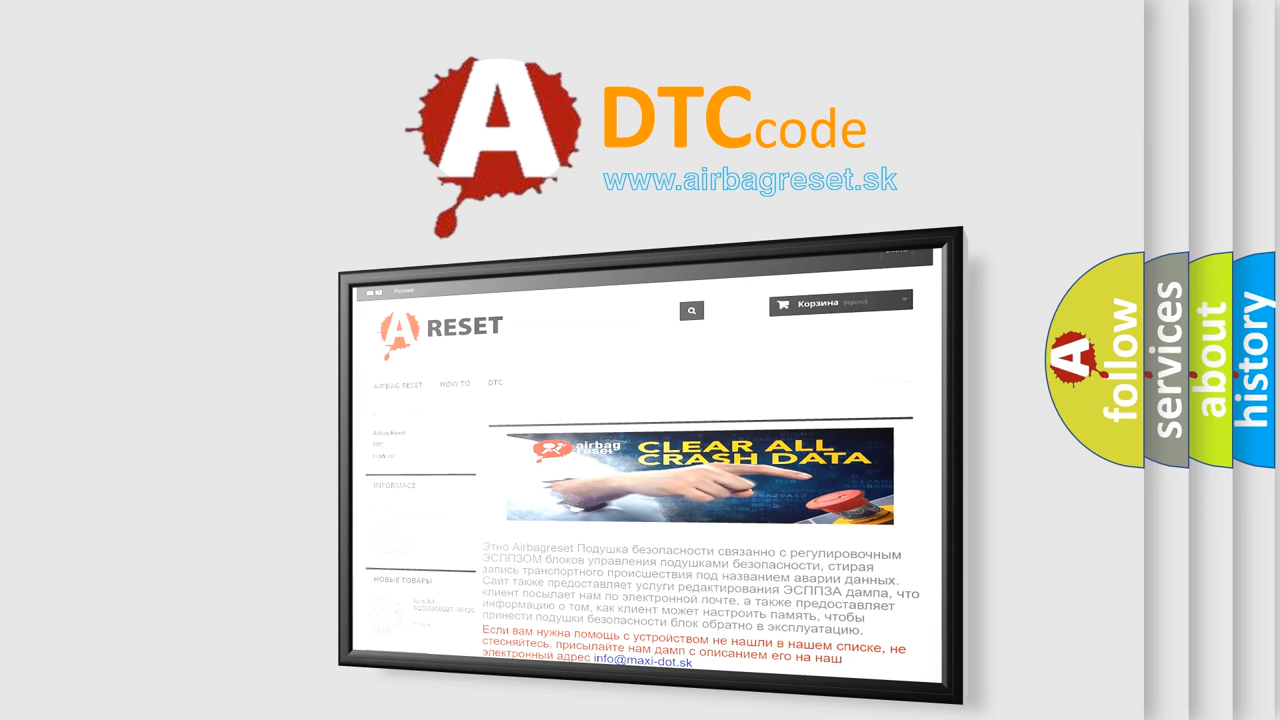 A
DTCcode
www.airbagreset.sk
Русский
A RESET
Корзина (пусто)
AIRBAG RESET HOW TO DTC
airbag
reset
CLEAR ALL
CRASH DATA
Airbag Reset
DTC
INFORMACE
Этно Airbagreset Подушка безопасности связанно с регулировочным
ЭСППЗОМ блоков управления подушками безопасности, стирая
запись транспортного происшествия под названием аварии данных.
Сайт также предоставляет услуги редактирования ЭСППЗА дампа, что
клиент посылает нам по электронной почте, а также предоставляет
информацию о том, как клиент может настроить память, чтобы
принести подушки безопасности блок обратно в эксплуатацию.
Если вам нужна помощь с устройством не нашли в нашем списке, не
стесняйтесь, присылайте нам дамп с описанием его на наш
электронный адрес info@maxi-dot.sk
НОВЫЕ ТОВАРЫ
A
follow
services
about
history